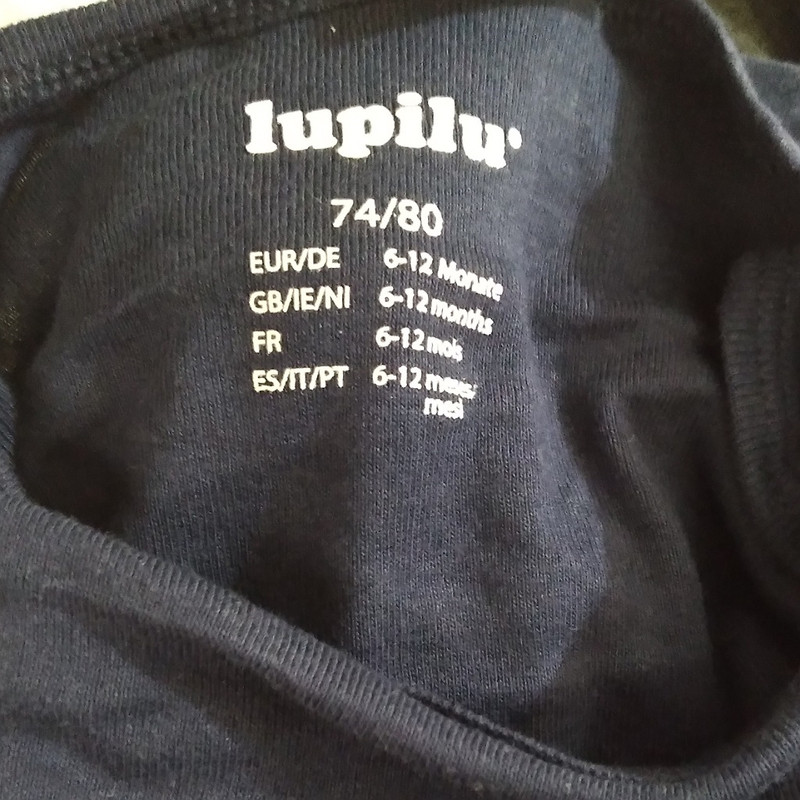 lupilu®
74/80
EUR/DE 6-12 Monate
GB/IE/NI 6-12 months
FR 6-12 mois
ES/IT/PT 6-12 meses/
mesi